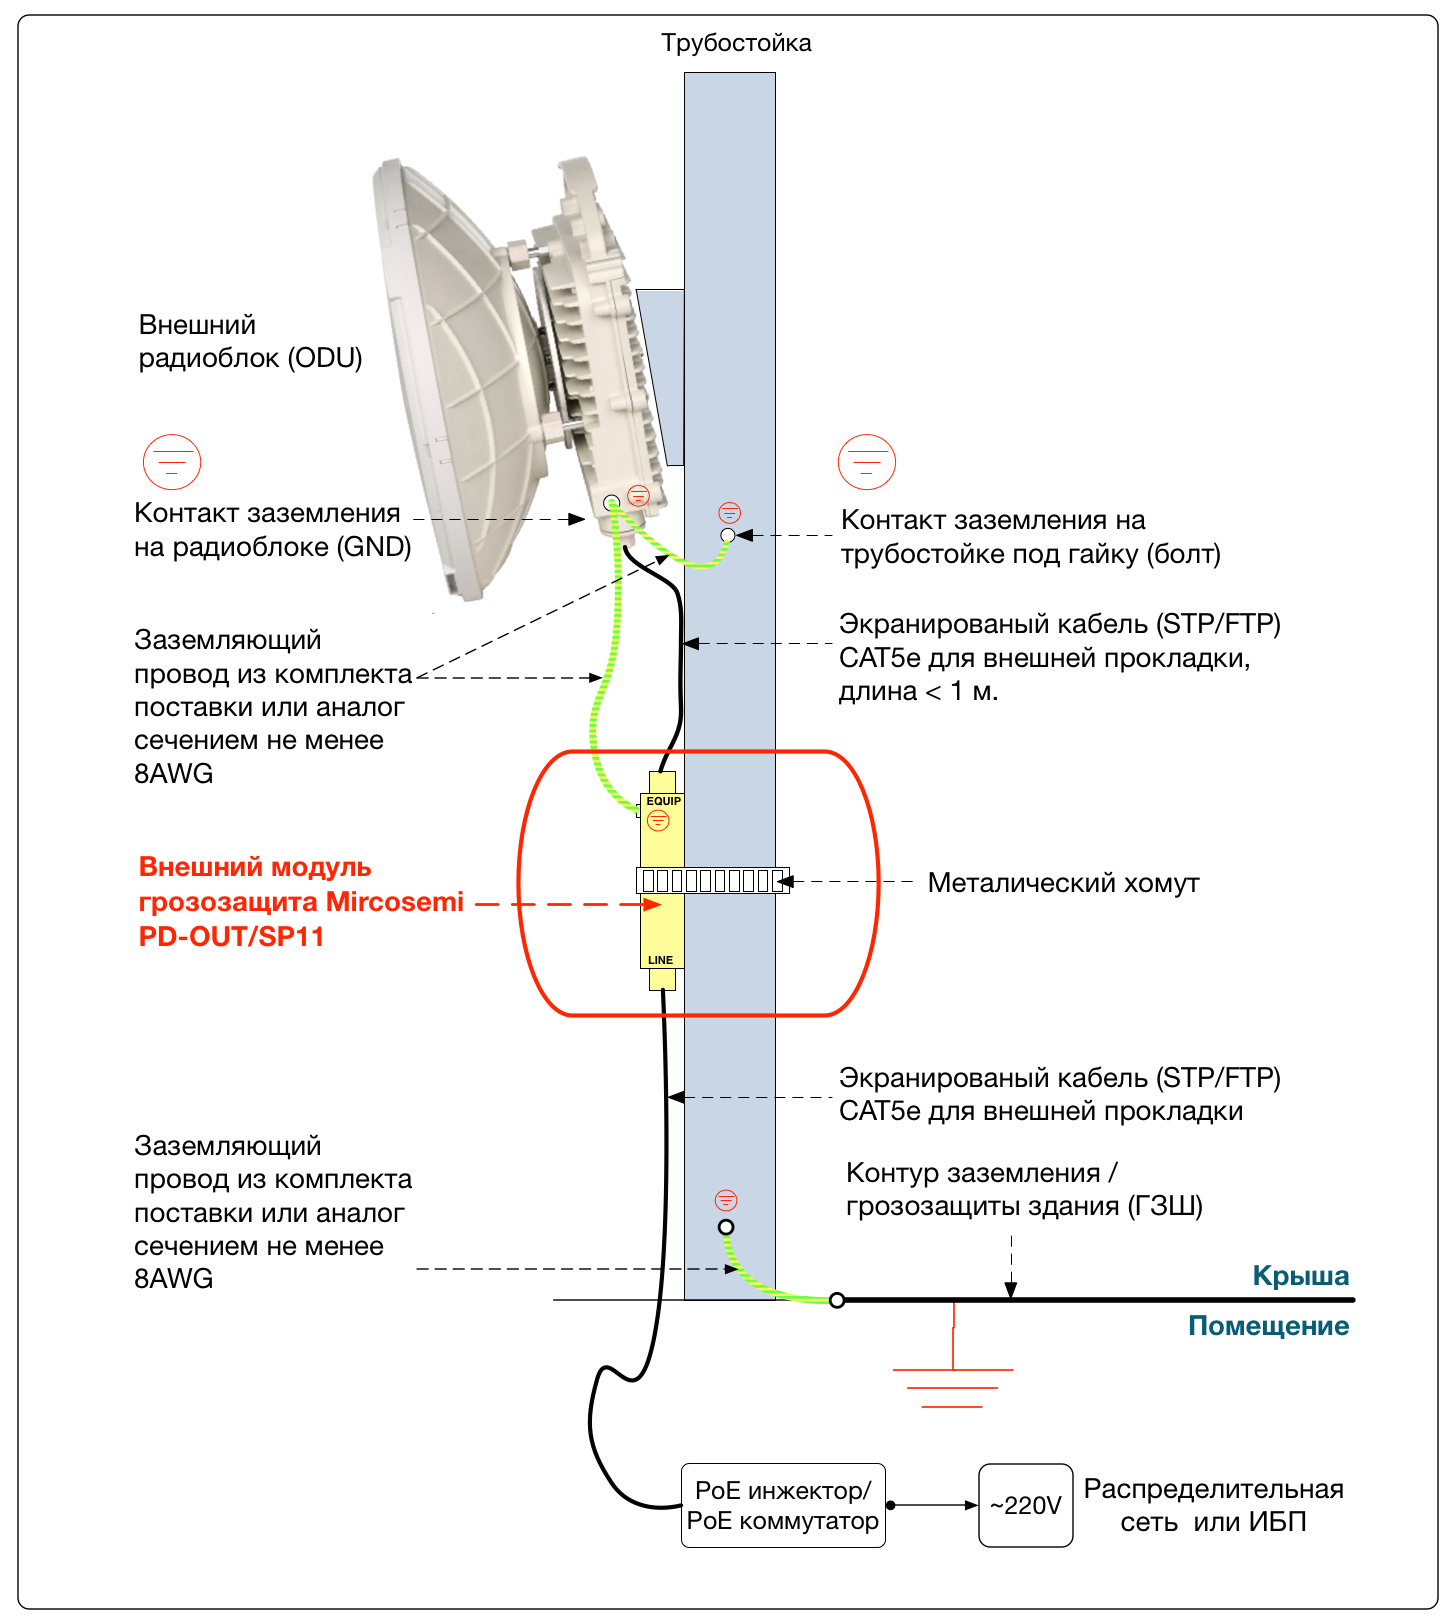 Трубостойка
Внешний
радиоблок (ODU)
Контакт заземления
на радиоблоке (GND)
Контакт заземления на
трубостойке под гайку (болт)
Заземляющий
провод из комплекта
поставки или аналог
сечением не менее
8AWG
Экранированый кабель (STP/FTP)
CAT5e для внешней прокладки,
длина < 1 м.
EQUIP
Внешний модуль
грозозащита Mircosemi
PD-OUT/SP11
Металический хомут
LINE
Экранированый кабель (STP/FTP)
CAT5e для внешней прокладки
Заземляющий
провод из комплекта
поставки или аналог
сечением не менее
8AWG
Контур заземления /
грозозащиты здания (ГЗШ)
Крыша
Помещение
PoE инжектор/
PoE коммутатор
~220V
Распределительная
сеть или ИБП